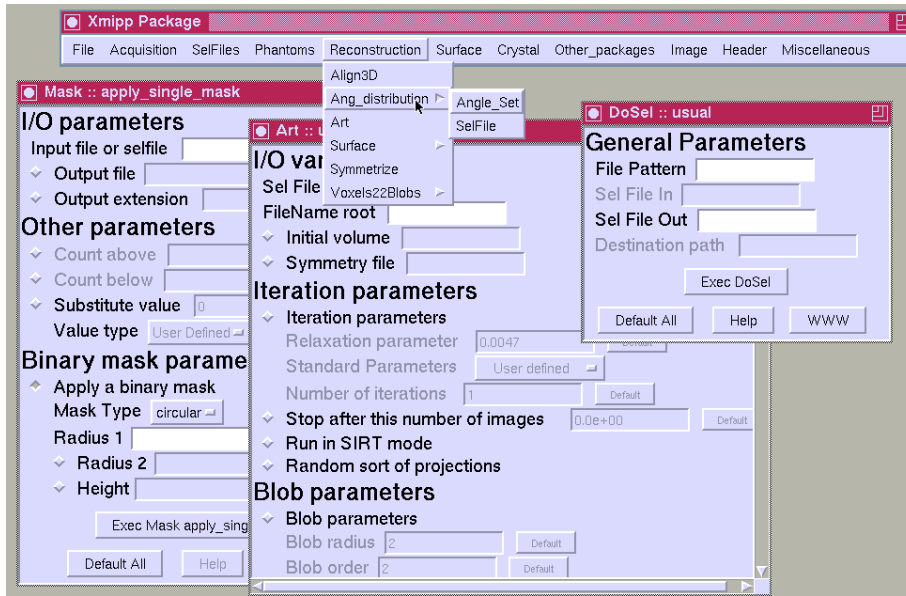 Xmipp Package
File Acquisition SelFiles Phantoms Reconstruction Surface Crystal Other_packages Image Header Miscellaneous
Align3D
Ang_distribution
Art
Surface
Symmetrize
Voxels22Blobs
Angle_Set
SelFile
Mask :: apply_single_mask
I/O parameters
Input file or selfile
Output file
Output extension
Other parameters
Count above
Count below
Substitute value 0
Value type User Defined
Binary mask parame
Apply a binary mask
Mask Type circular
Radius 1
Radius 2
Height
Exec Mask apply_sing
Default All Help
Art :: u
I/O var
Sel File
FileName root
Initial volume
Symmetry file
Iteration parameters
Iteration parameters
Relaxation parameter 0.0047 Default
Standard Parameters User defined
Number of iterations 1 Default
Stop after this number of images 0.0e+00 Default
Run in SIRT mode
Random sort of projections
Blob parameters
Blob parameters
Blob radius 2 Default
Blob order 2 Default
DoSel :: usual
General Parameters
File Pattern
Sel File In
Sel File Out
Destination path
Exec DoSel
Default All Help WWW